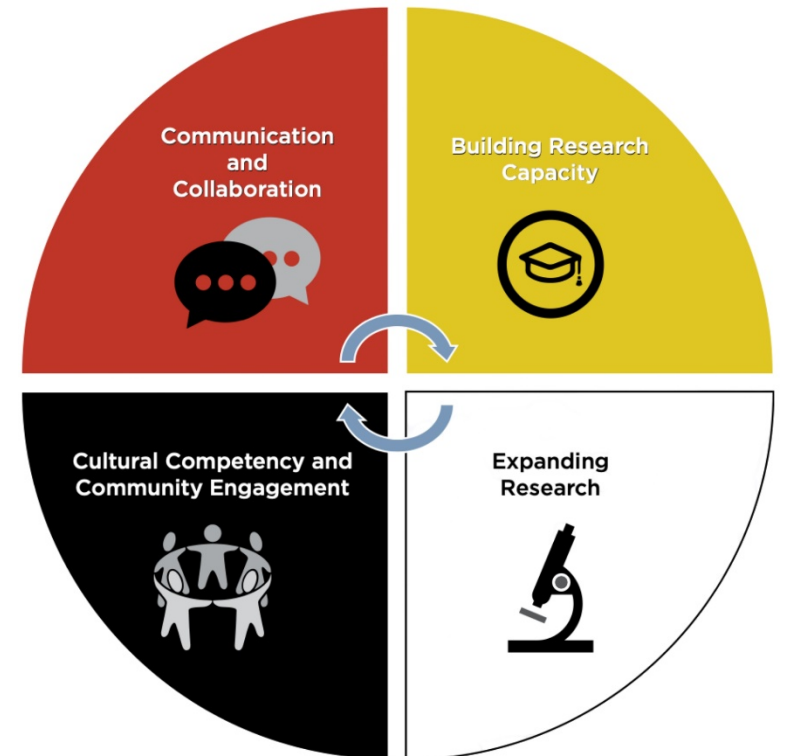 Communication
and
Collaboration
Building Research
Capacity
Cultural Competency and
Community Engagement
Expanding
Research